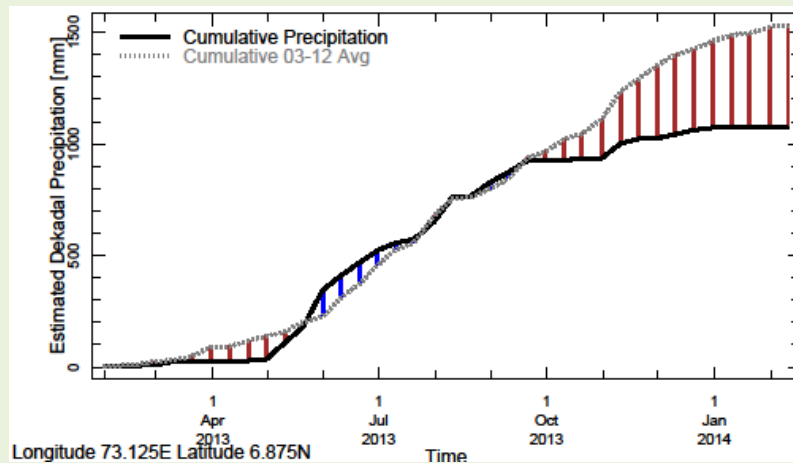 Cumulative Precipitation
Cumulative 03-12 Avg
Estimated Dekadal Precipitation [mm]
1500
1000
500
0
1 1 1 1
Apr Jul Oct Jan
2013 2013 2013 2014
Longitude 73.125E Latitude 6.875N Time